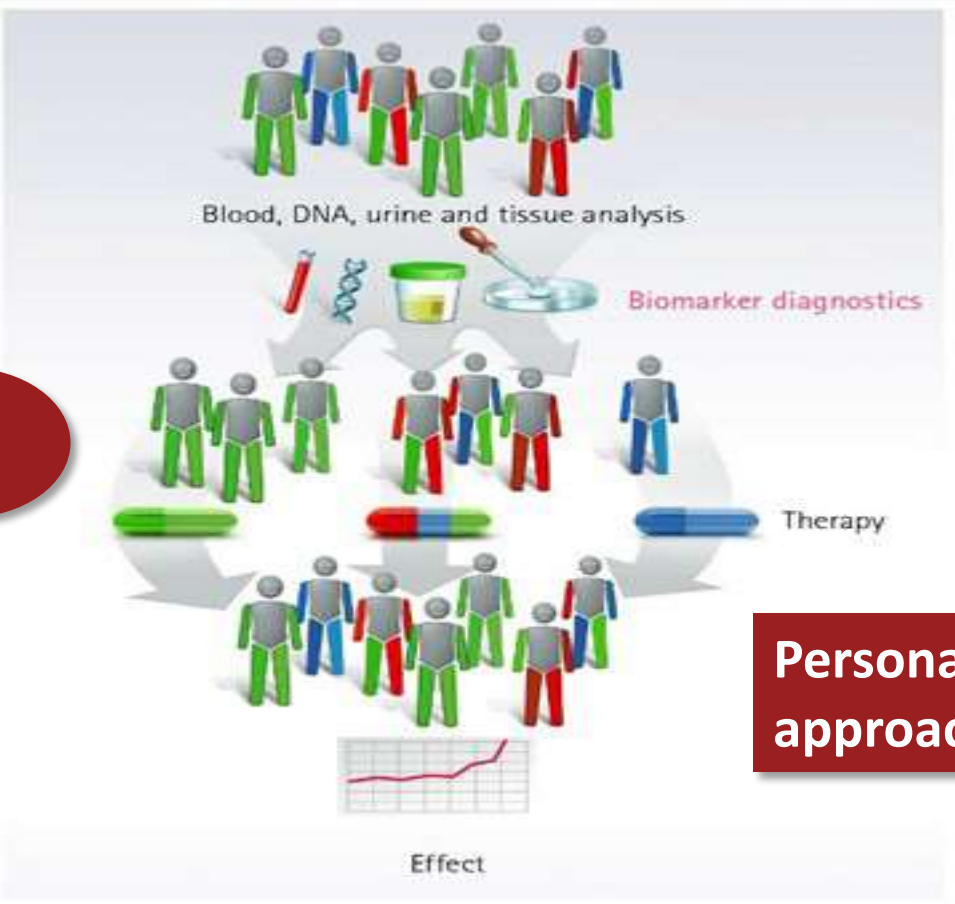 Blood, DNA, urine and tissue analysis
Biomarker diagnostics
Therapy
Persona
approac
Effect